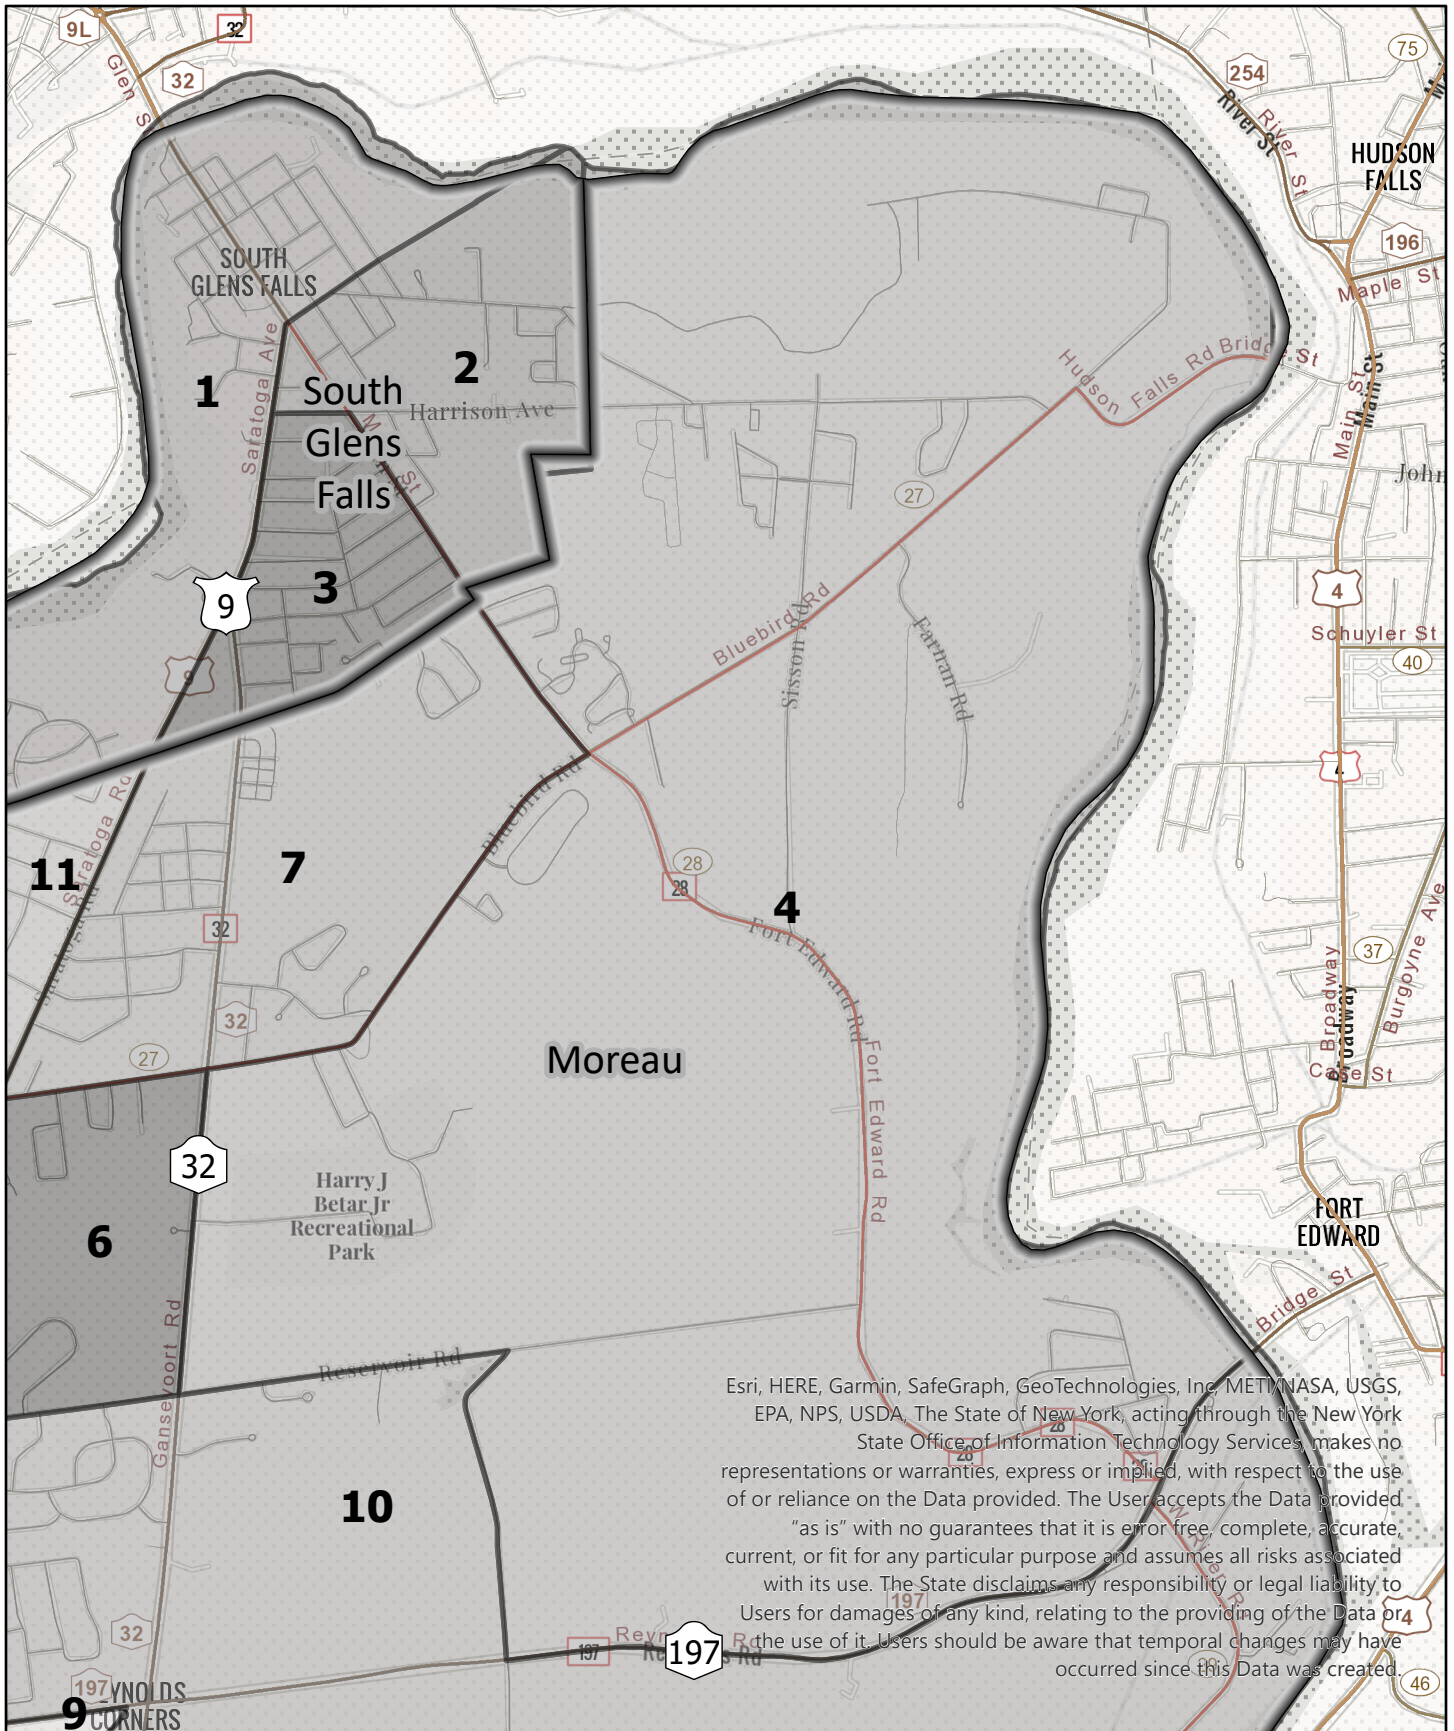 9L
32
32
Glen S
254
75
River St
River St
HUDSON
FALLS
196
Maple St
SOUTH
GLENS FALLS
1
2
Saratoga Ave
South
Glens
Falls
Harrison Ave
Main St
3
9
9
Hudson Falls Rd
Bridge St
Main St
Main St
John
27
Bluebird Rd
Sisson Rd
Farnan Rd
4
Schuyler St
40
4
Bluebird Rd
Saratoga Rd
Saratoga Rd
11
7
32
32
27
28
28
4
Fort Edward Rd
Fort Edward Rd
Moreau
37
Burgoyne Ave
Broadway
Broadway
Case St
32
6
Harry J
Betar Jr
Recreational
Park
FORT
EDWARD
Bridge St
Gansevoort Rd
Reservoir Rd
10
Esri, HERE, Garmin, SafeGraph, GeoTechnologies, Inc, METI/NASA, USGS,
EPA, NPS, USDA, The State of New York, acting through the New York
State Office of Information Technology Services, makes no
representations or warranties, express or implied, with respect to the use
of or reliance on the Data provided. The User accepts the Data provided
“as is” with no guarantees that it is error free, complete, accurate,
current, or fit for any particular purpose and assumes all risks associated
with its use. The State disclaims any responsibility or legal liability to
Users for damages of any kind, relating to the providing of the Data or
the use of it. Users should be aware that temporal changes may have
occurred since this Data was created.
28
28
W River R
197
197
197
32
197
9
YNOLDS
CORNERS
29
4
46